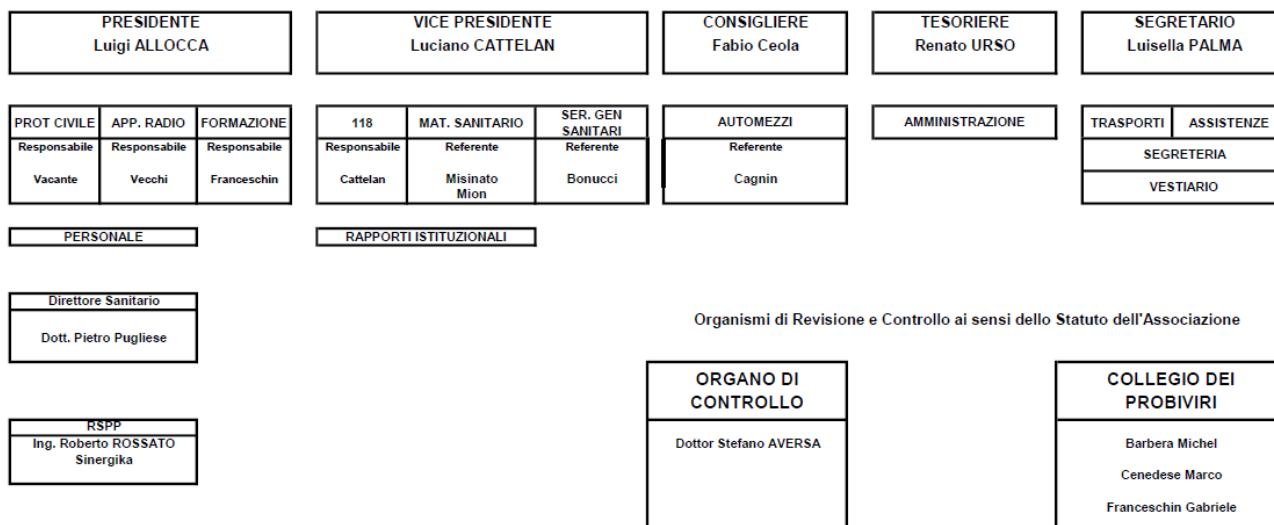 PRESIDENTE
Luigi ALLOCCA
VICE PRESIDENTE
Luciano CATTELAN
CONSIGLIERE
Fabio Ceola
TESORIERE
Renato URSO
SEGRETARIO
Luisella PALMA
PROT CIVILE
Responsabile
Vacante
APP. RADIO
Responsabile
Vecchi
FORMAZIONE
Responsabile
Franceschin
118
Responsabile
Cattelan
MAT. SANITARIO
Referente
Misinato
Mion
SER. GEN
SANITARI
Referente
Bonucci
AUTOMEZZI
Referente
Cagnin
AMMINISTRAZIONE
TRASPORTI
ASSISTENZE
SEGRETERIA
VESTIARIO
PERSONALE
RAPPORTI ISTITUZIONALI
Direttore Sanitario
Dott. Pietro Pugliese
RSPP
Ing. Roberto ROSSATO
Sinergika
Organismi di Revisione e Controllo ai sensi dello Statuto dell'Associazione
ORGANO DI
CONTROLLO
Dottor Stefano AVERSA
COLLEGIO DEI
PROBIVIRI
Barbera Michel
Cenedese Marco
Franceschin Gabriele